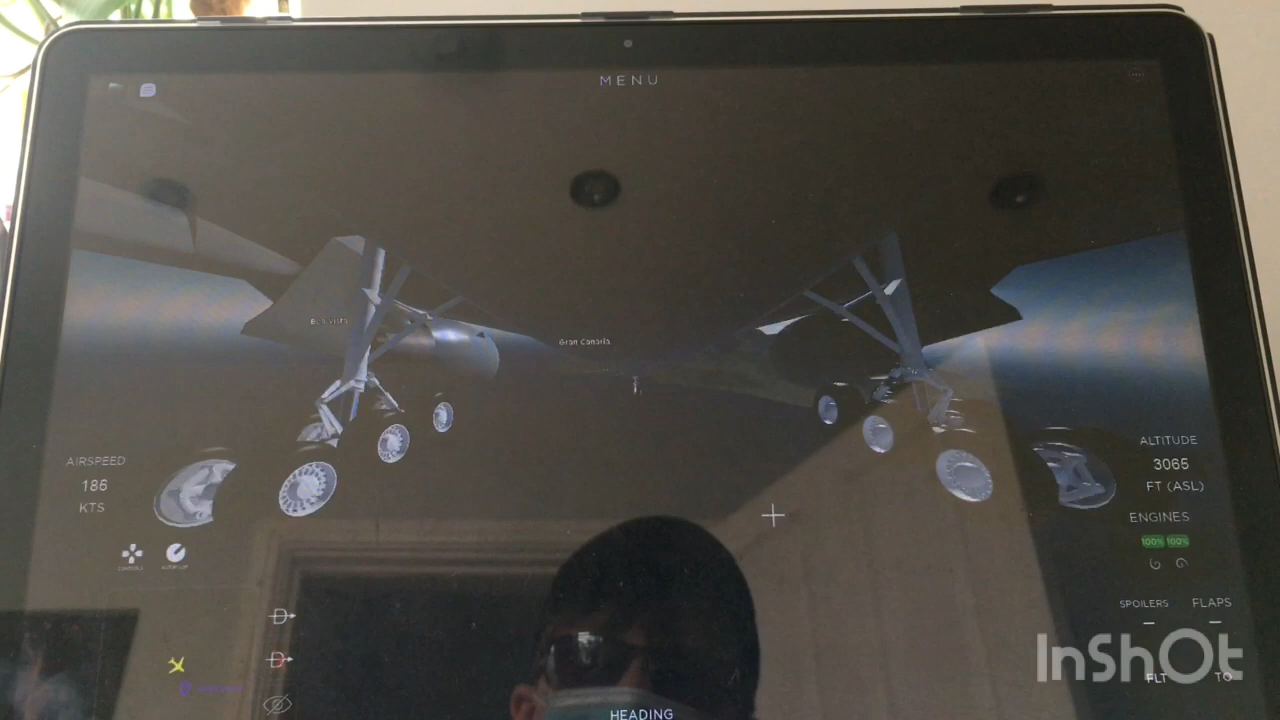 MENU
Gran Canaria
AIRSPEED
186
KTS
ALTITUDE
3065
FT (ASL)
ENGINES
100% 100%
CONTROLS
SPOILERS FLAPS
FLT TO
HEADING
InShOt